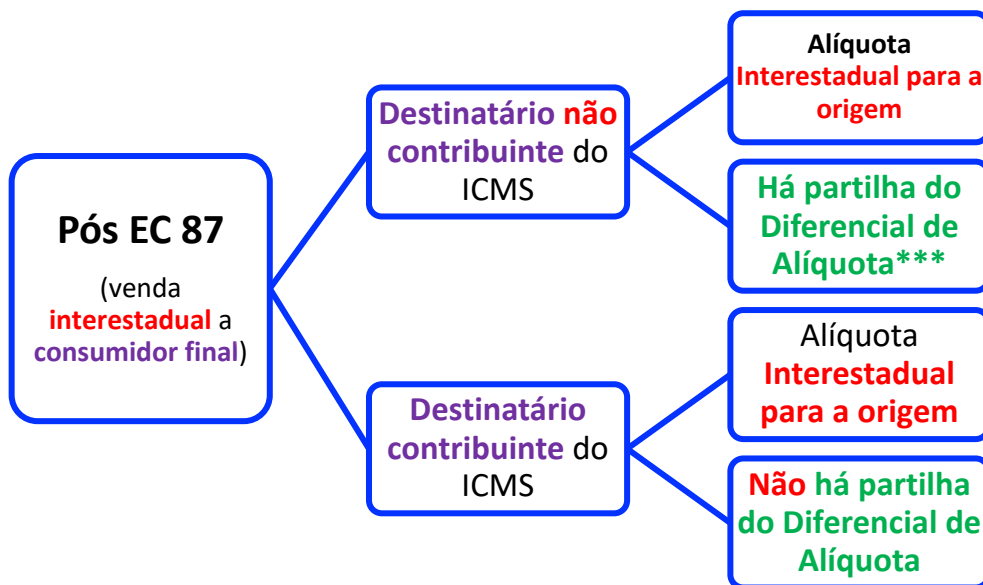 Pós EC 87
(venda
interestadual a
consumidor final)
Destinatário não
contribuinte do
ICMS
Alíquota
Interestadual para a
origem
Há partilha do
Diferencial de
Alíquota***
Destinatário
contribuinte do
ICMS
Alíquota
Interestadual
para a origem
Não há partilha
do Diferencial de
Alíquota